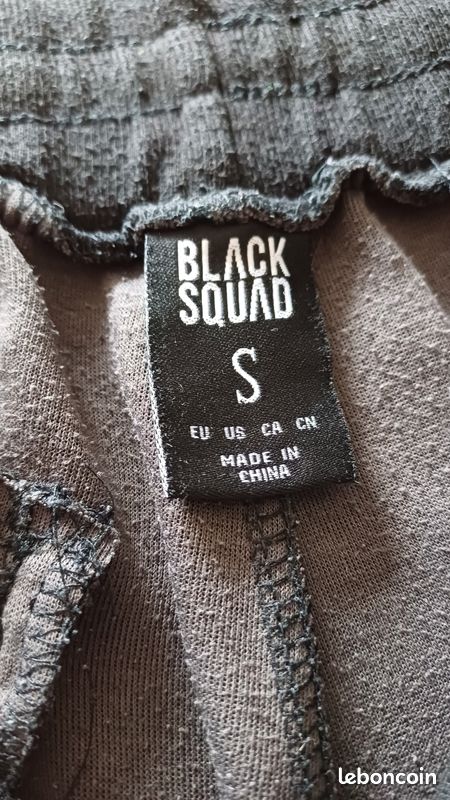 BLACK
SQUAD
S
EU US CA CN
MADE IN
CHINA
leboncoin